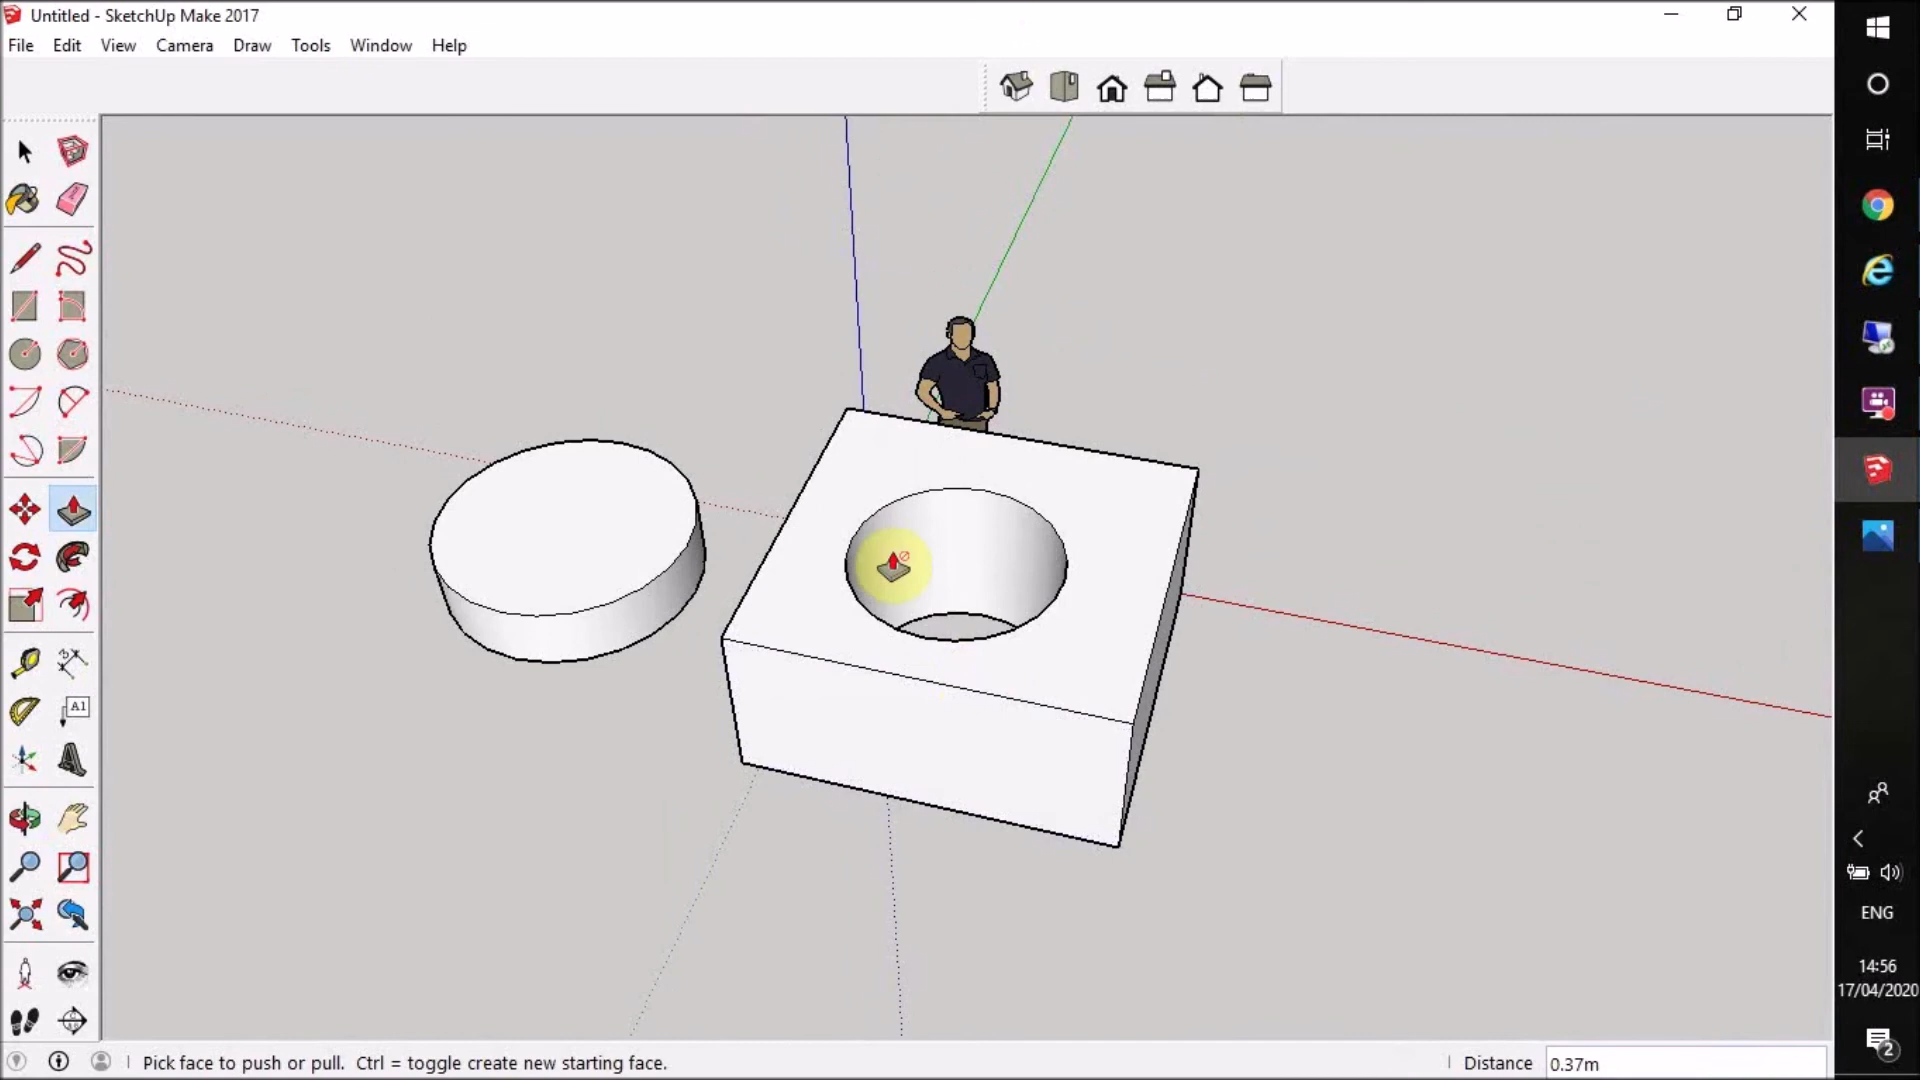 Untitled - SketchUp Make 2017
File Edit View Camera Draw Tools Window Help
A1
ENG
14:56
17/04/2020
2
Pick face to push or pull. Ctrl = toggle create new starting face.
Distance 0.37m